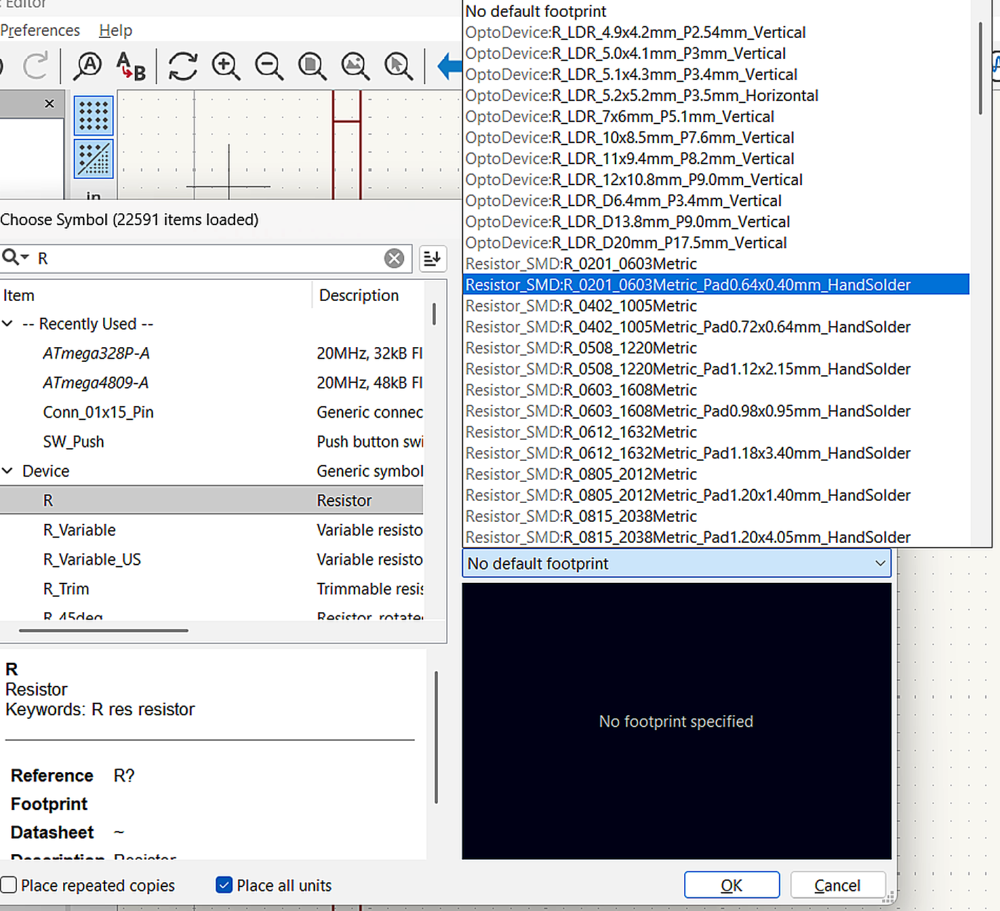 Editor
Preferences Help
A
A B
in
Choose Symbol (22591 items loaded)
R
Item Description
-- Recently Used --
ATmega328P-A 20MHz, 32kB Fl
ATmega4809-A 20MHz, 48kB Fl
Conn_01x15_Pin Generic connec
SW_Push Push button swi
Device Generic symbol
R Resistor
R_Variable Variable resisto
R_Variable_US Variable resisto
R_Trim Trimmable resis
R_45deg Resistor, rotated
R
Resistor
Keywords: R res resistor
Reference R?
Footprint
Datasheet ~
Description Resistor
Place repeated copies Place all units
No default footprint
OptoDevice:R_LDR_4.9x4.2mm_P2.54mm_Vertical
OptoDevice:R_LDR_5.0x4.1mm_P3mm_Vertical
OptoDevice:R_LDR_5.1x4.3mm_P3.4mm_Vertical
OptoDevice:R_LDR_5.2x5.2mm_P3.5mm_Horizontal
OptoDevice:R_LDR_7x6mm_P5.1mm_Vertical
OptoDevice:R_LDR_10x8.5mm_P7.6mm_Vertical
OptoDevice:R_LDR_11x9.4mm_P8.2mm_Vertical
OptoDevice:R_LDR_12x10.8mm_P9.0mm_Vertical
OptoDevice:R_LDR_D6.4mm_P3.4mm_Vertical
OptoDevice:R_LDR_D13.8mm_P9.0mm_Vertical
OptoDevice:R_LDR_D20mm_P17.5mm_Vertical
Resistor_SMD:R_0201_0603Metric
Resistor_SMD:R_0201_0603Metric_Pad0.64x0.40mm_HandSolder
Resistor_SMD:R_0402_1005Metric
Resistor_SMD:R_0402_1005Metric_Pad0.72x0.64mm_HandSolder
Resistor_SMD:R_0508_1220Metric
Resistor_SMD:R_0508_1220Metric_Pad1.12x2.15mm_HandSolder
Resistor_SMD:R_0603_1608Metric
Resistor_SMD:R_0603_1608Metric_Pad0.98x0.95mm_HandSolder
Resistor_SMD:R_0612_1632Metric
Resistor_SMD:R_0612_1632Metric_Pad1.18x3.40mm_HandSolder
Resistor_SMD:R_0805_2012Metric
Resistor_SMD:R_0805_2012Metric_Pad1.20x1.40mm_HandSolder
Resistor_SMD:R_0815_2038Metric
Resistor_SMD:R_0815_2038Metric_Pad1.20x4.05mm_HandSolder
No default footprint
No footprint specified
OK Cancel